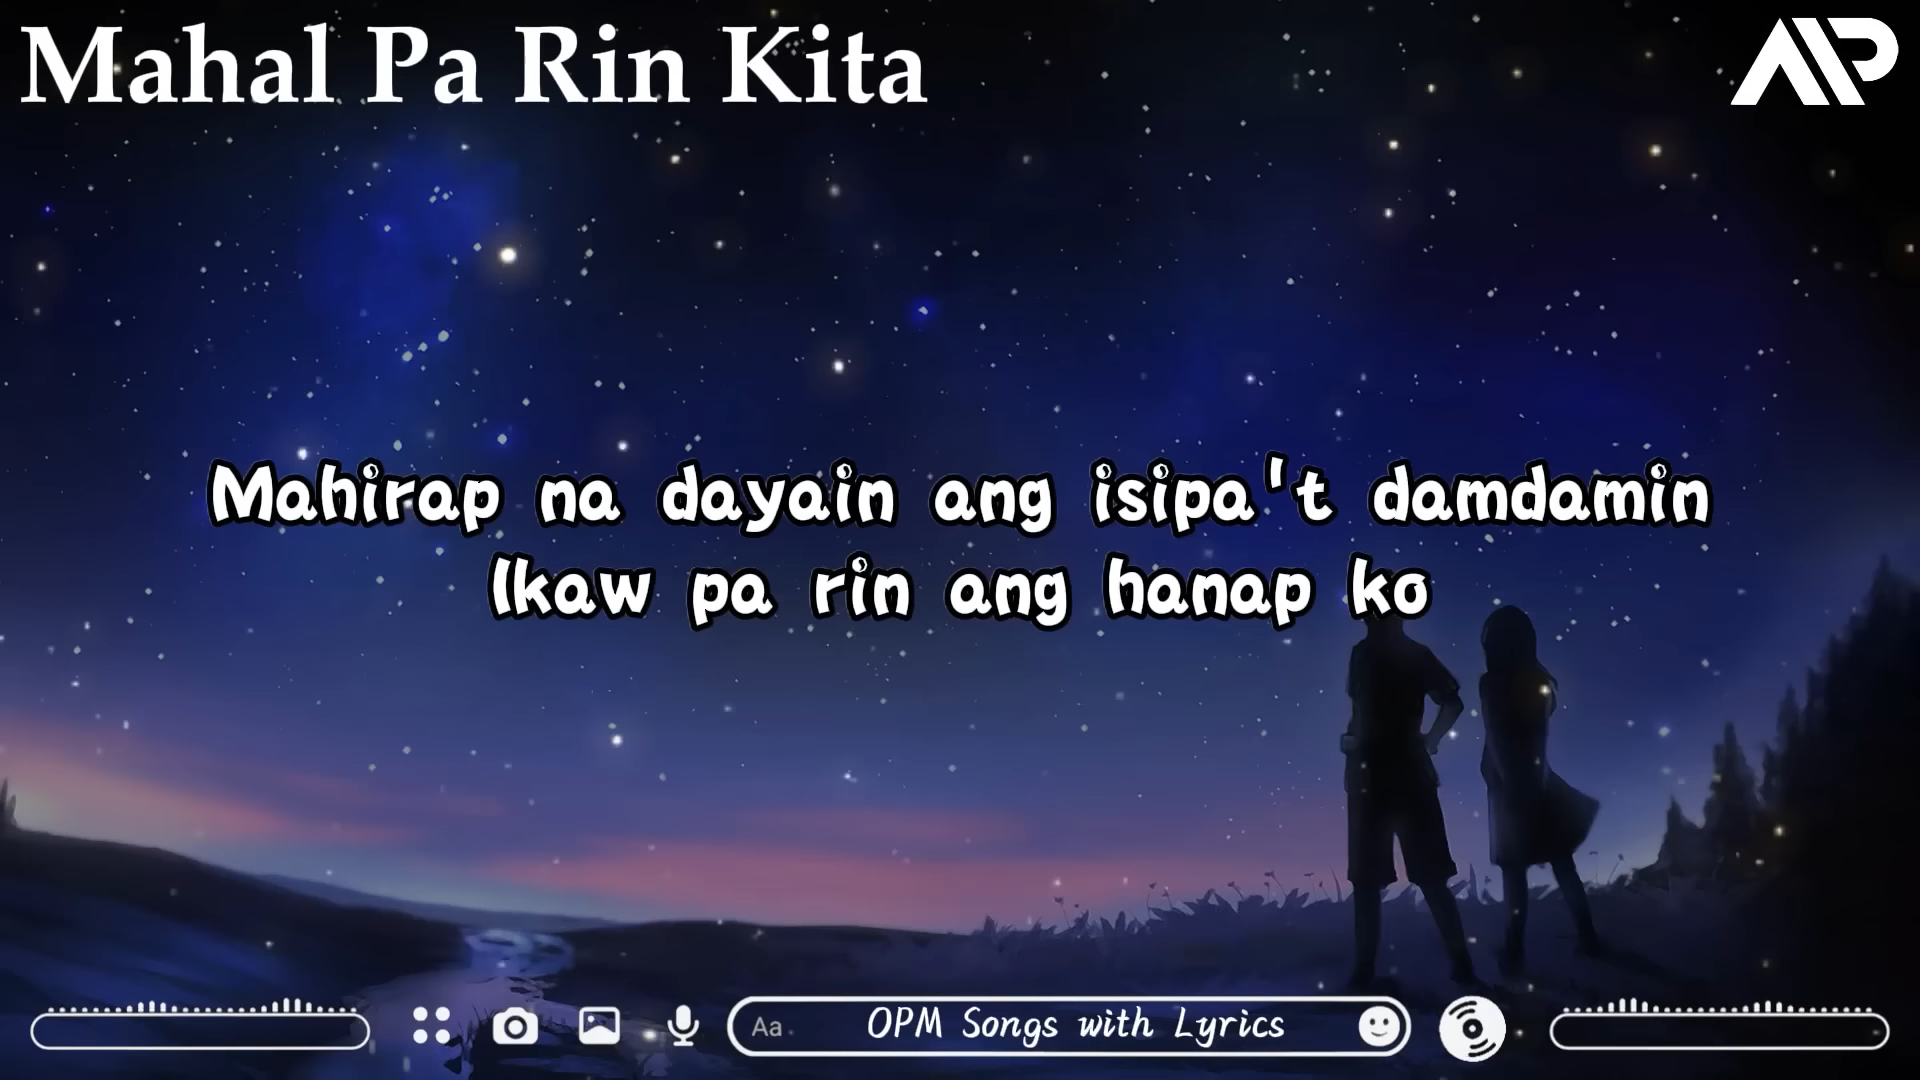 Mahal Pa Rin Kita
AP
Mahirap na dayain ang isipa't damdamin
Ikaw pa rin ang hanap ko
Aa
OPM Songs with Lyrics